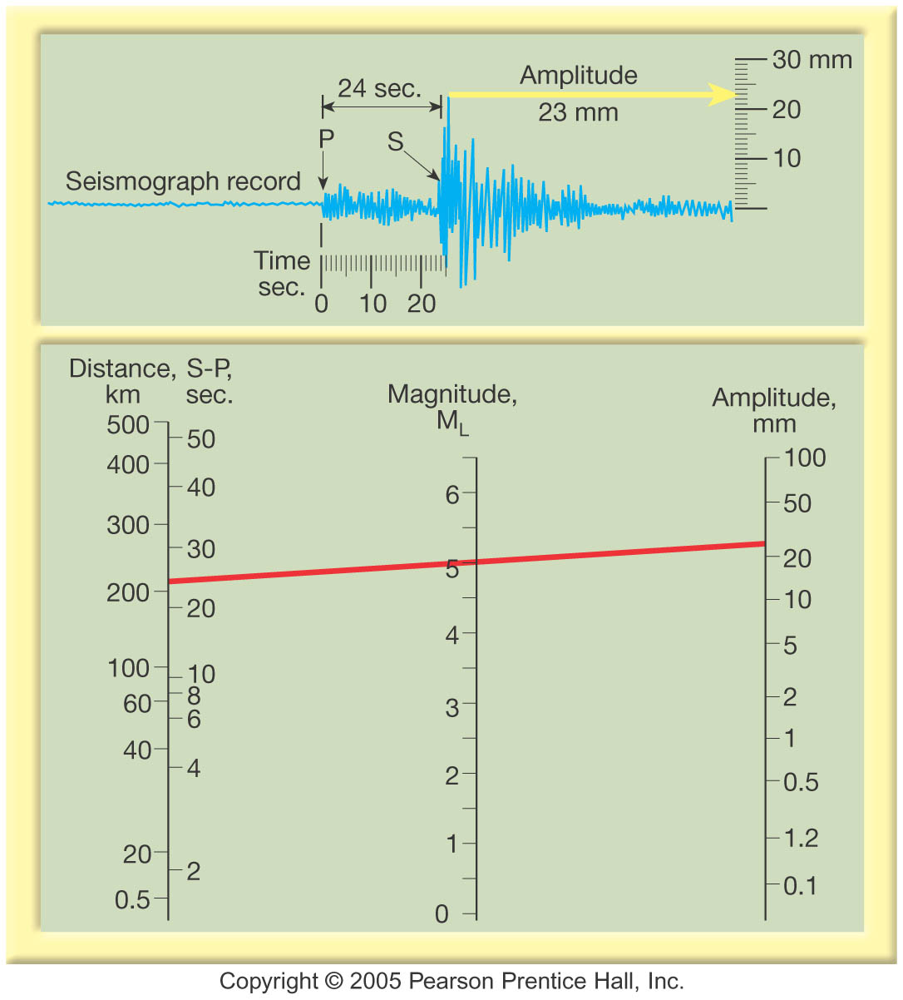 30 mm
Amplitude
24 sec.
20
23 mm
P
S
10
Seismograph record
Time
sec.
0 10 20
Distance, S-P,
km sec.
Magnitude,
ML
Amplitude,
mm
500
400
300
200
100
60
40
20
0.5
50
40
30
20
10
8
6
4
2
6
5
4
3
2
1
0
100
50
20
10
5
2
1
0.5
1.2
0.1
Copyright © 2005 Pearson Prentice Hall, Inc.